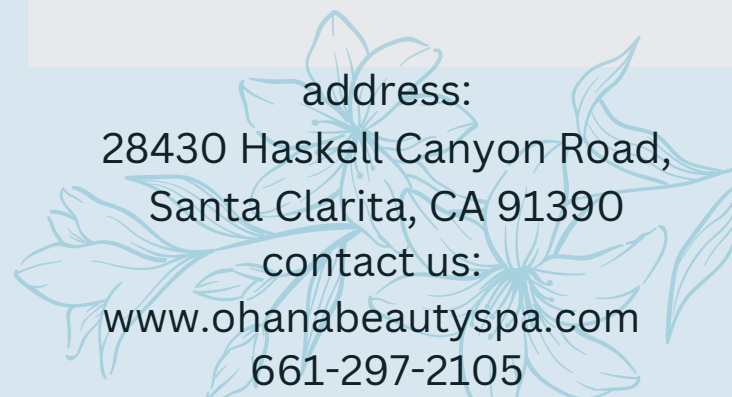 address:
28430 Haskell Canyon Road,
Santa Clarita, CA 91390
contact us:
www.ohanabeautyspa.com
661-297-2105